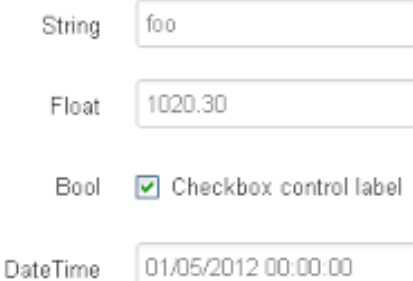 String foo
Float 1020.30
Bool Checkbox control label
DateTime 01/05/2012 00:00:00